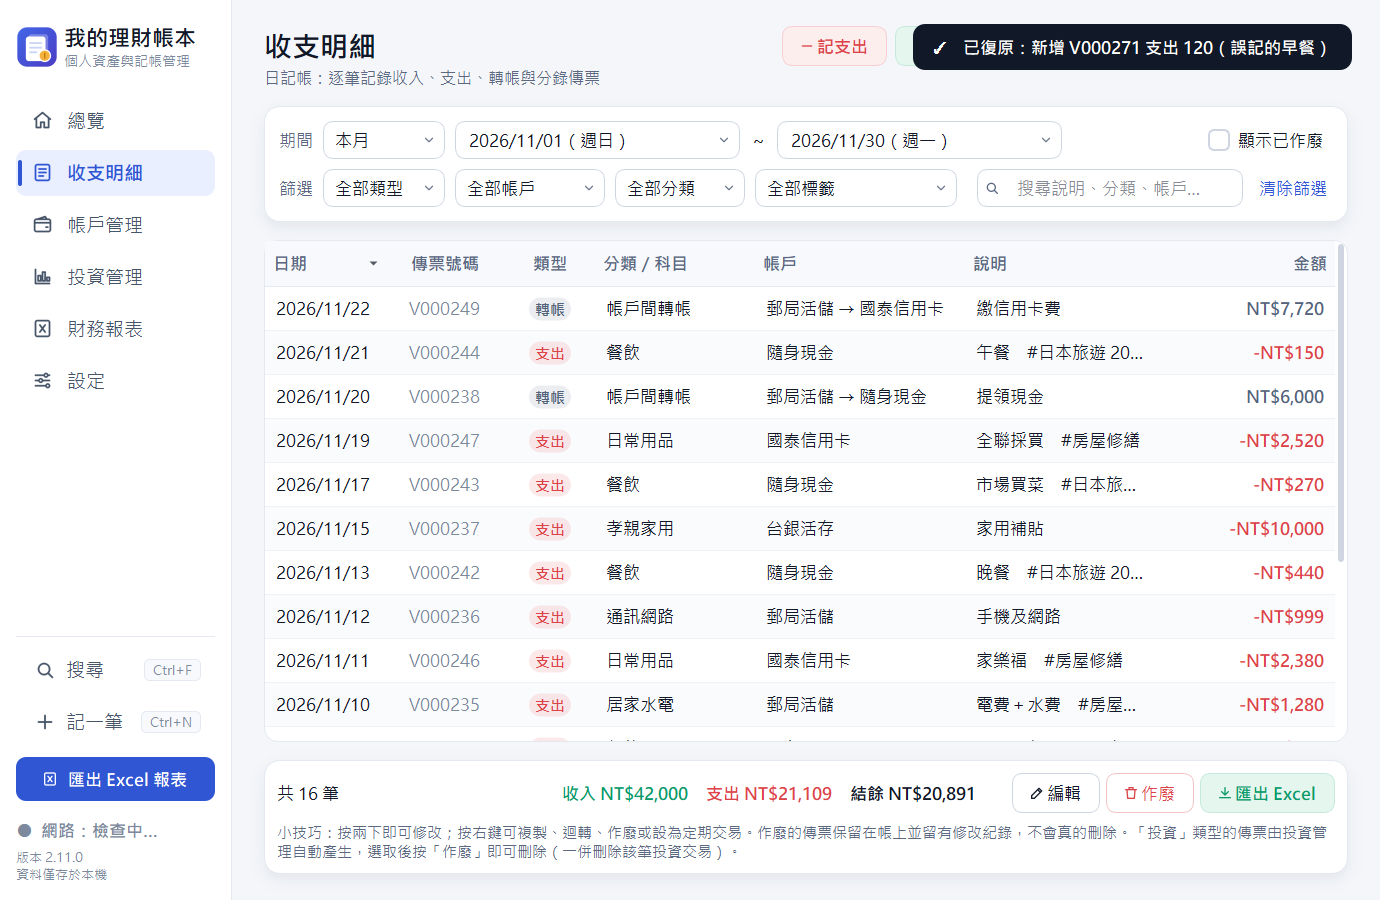 我的理財帳本
個人資產與記帳管理
總覽
收支明細
帳戶管理
投資管理
財務報表
設定
搜尋 Ctrl+F
記一筆 Ctrl+N
匯出 Excel 報表
網路：檢查中...
版本 2.11.0
資料僅存於本機
收支明細
日記帳：逐筆記錄收入、支出、轉帳與分錄傳票
記支出
✓ 已復原：新增 V000271 支出 120（誤記的早餐）
期間 本月 2026/11/01（週日） ~ 2026/11/30（週一） 顯示已作廢
篩選 全部類型 全部帳戶 全部分類 全部標籤 搜尋說明、分類、帳戶... 清除篩選
日期 傳票號碼 類型 分類 / 科目 帳戶 說明 金額
2026/11/22 V000249 轉帳 帳戶間轉帳 郵局活儲 → 國泰信用卡 繳信用卡費 NT$7,720
2026/11/21 V000244 支出 餐飲 隨身現金 午餐 #日本旅遊 20... -NT$150
2026/11/20 V000238 轉帳 帳戶間轉帳 郵局活儲 → 隨身現金 提領現金 NT$6,000
2026/11/19 V000247 支出 日常用品 國泰信用卡 全聯採買 #房屋修繕 -NT$2,520
2026/11/17 V000243 支出 餐飲 隨身現金 市場買菜 #日本旅... -NT$270
2026/11/15 V000237 支出 孝親家用 台銀活存 家用補貼 -NT$10,000
2026/11/13 V000242 支出 餐飲 隨身現金 晚餐 #日本旅遊 20... -NT$440
2026/11/12 V000236 支出 通訊網路 郵局活儲 手機及網路 -NT$999
2026/11/11 V000246 支出 日常用品 國泰信用卡 家樂福 #房屋修繕 -NT$2,380
2026/11/10 V000235 支出 居家水電 郵局活儲 電費＋水費 #房屋... -NT$1,280
共 16 筆 收入 NT$42,000 支出 NT$21,109 結餘 NT$20,891 編輯 作廢 匯出 Excel
小技巧：按兩下即可修改；按右鍵可複製、迴轉、作廢或設為定期交易。作廢的傳票保留在帳上並留有修改紀錄，不會真的刪除。「投資」類型的傳票由投資管
理自動產生，選取後按「作廢」即可刪除（一併刪除該筆投資交易）。